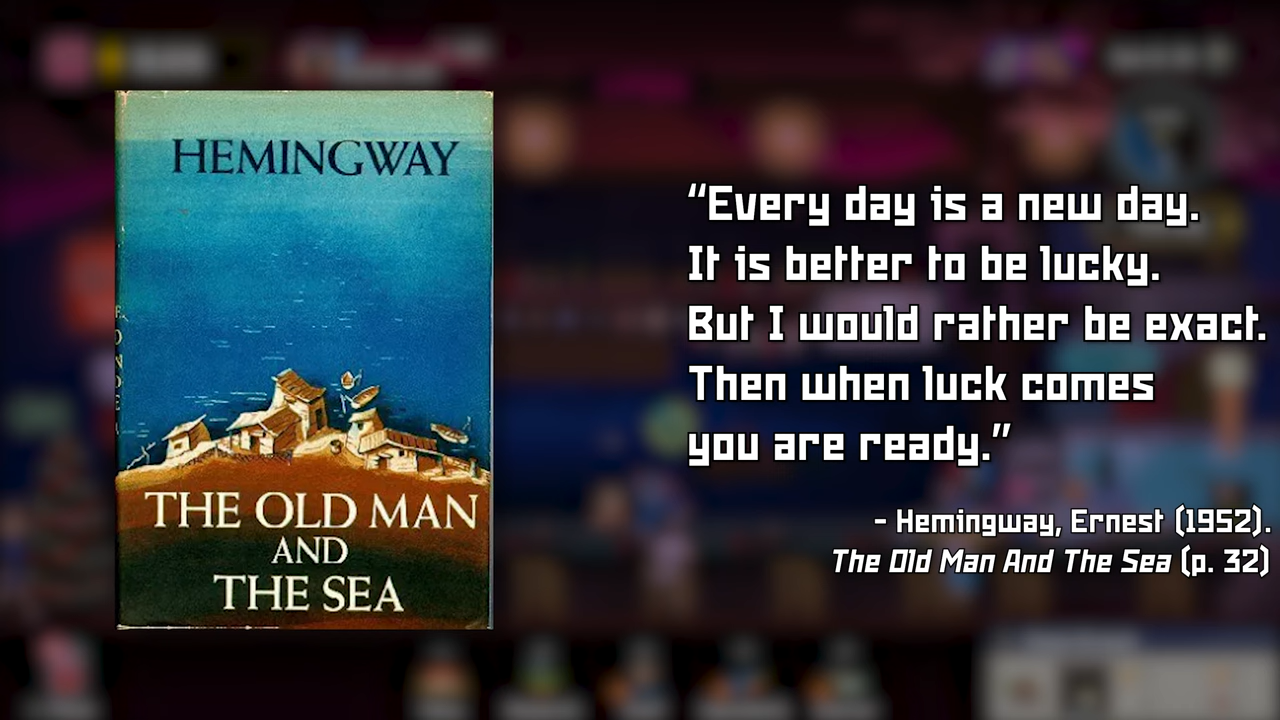 HEMINGWAY
THE OLD MAN
AND
THE SEA
“Every day is a new day.
It is better to be lucky.
But I would rather be exact.
Then when luck comes
you are ready.”
- Hemingway, Ernest (1952).
The Old Man And The Sea (p. 32)